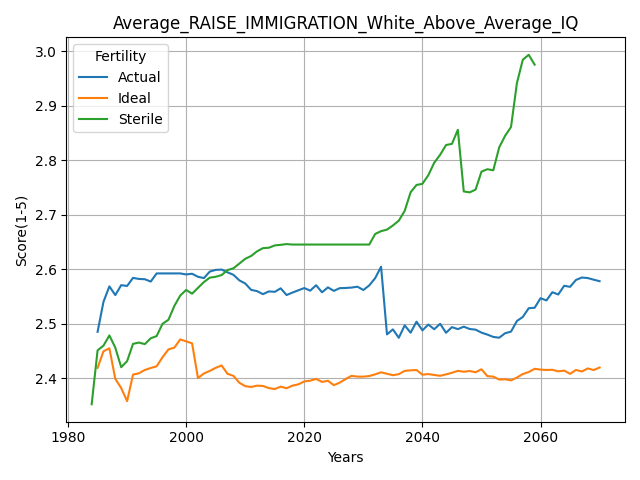 Average_RAISE_IMMIGRATION_White_Above_Average_IQ
Fertility
Actual
Ideal
Sterile
Score(1-5)
3.0
2.9
2.8
2.7
2.6
2.5
2.4
1980 2000 2020 2040 2060
Years